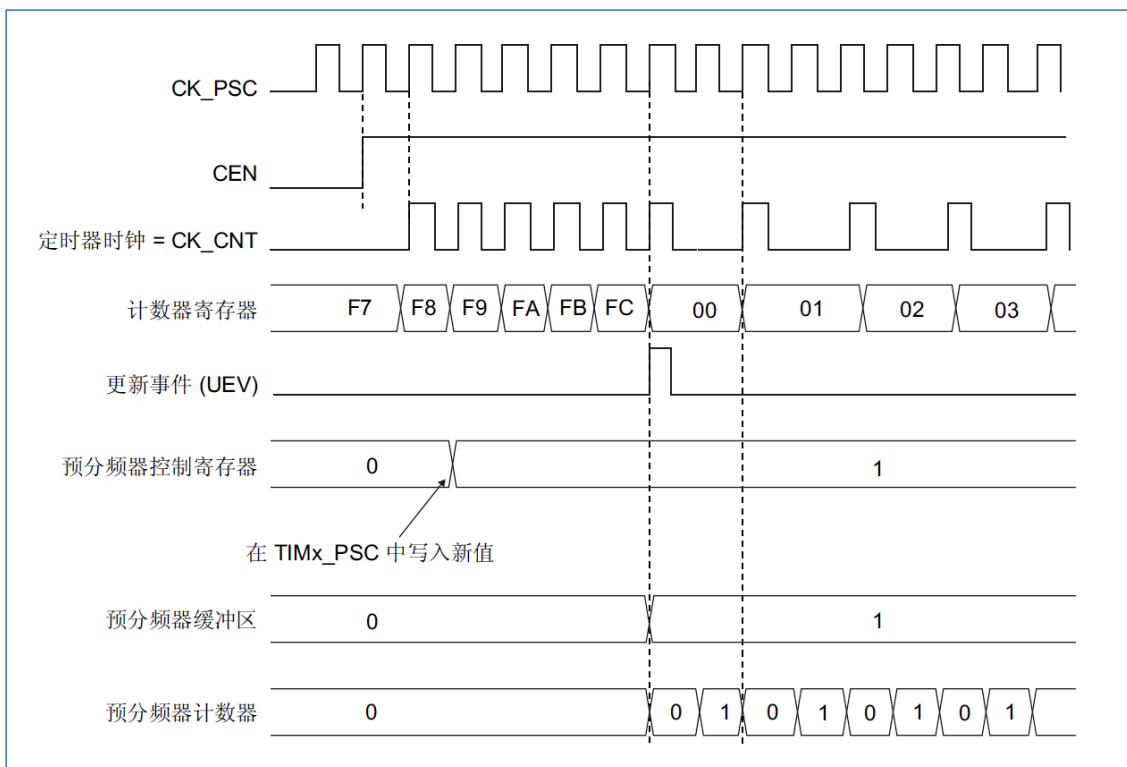 CK_PSC
CEN
定时器时钟 = CK_CNT
计数器寄存器 F7 F8 F9 FA FB FC 00 01 02 03
更新事件 (UEV)
预分频器控制寄存器 0 1
在 TIMx_PSC 中写入新值
预分频器缓冲区 0 1
预分频器计数器 0 0 1 0 1 0 1 0 1